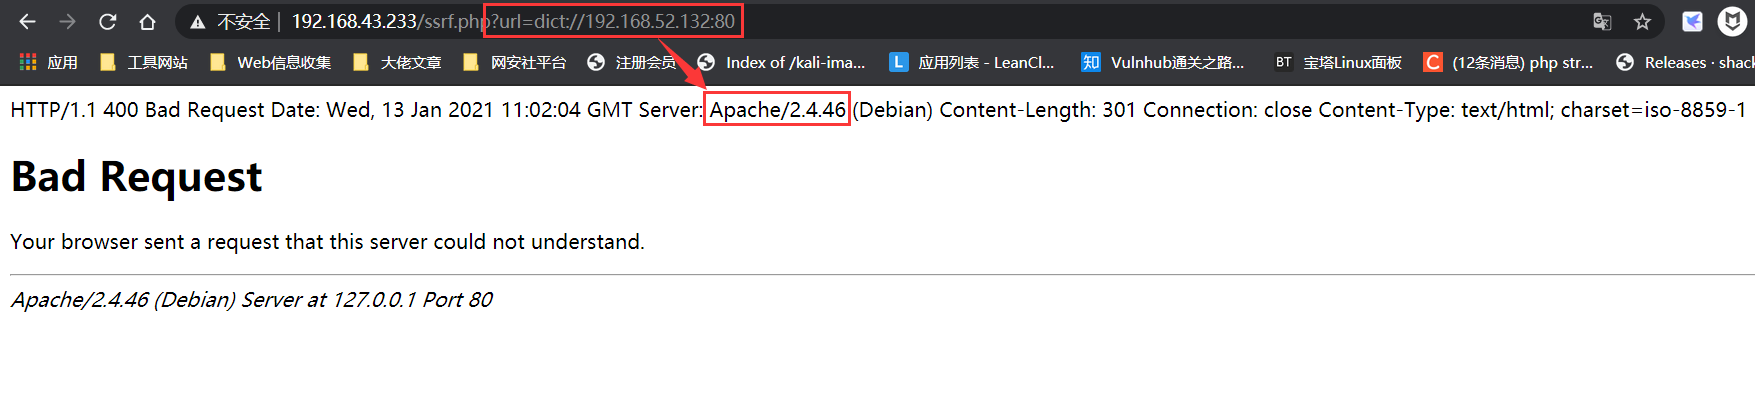 不安全 | 192.168.43.233/ssrf.php?url=dict://192.168.52.132:80
应用 工具网站 Web信息收集 大佬文章 网安社平台 注册会员 Index of /kali-ima... L 应用列表 - LeanCl... 知 Vulnhub通关之路... BT 宝塔Linux面板 C (12条消息) php str... Releases · shack
HTTP/1.1 400 Bad Request Date: Wed, 13 Jan 2021 11:02:04 GMT Server: Apache/2.4.46 (Debian) Content-Length: 301 Connection: close Content-Type: text/html; charset=iso-8859-1
Bad Request
Your browser sent a request that this server could not understand.
Apache/2.4.46 (Debian) Server at 127.0.0.1 Port 80